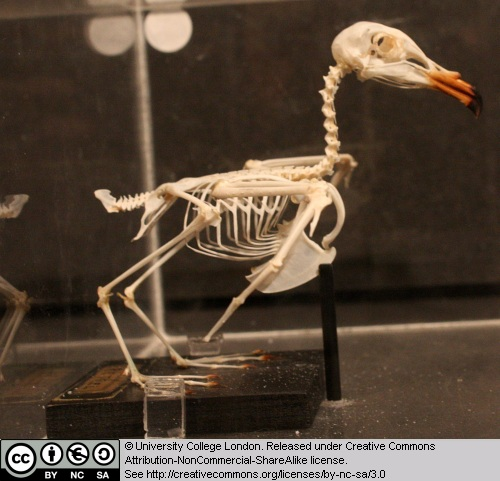 cc
BY NC SA
© University College London. Released under Creative Commons
Attribution-NonCommercial-ShareAlike license.
See http://creativecommons.org/licenses/by-nc-sa/3.0